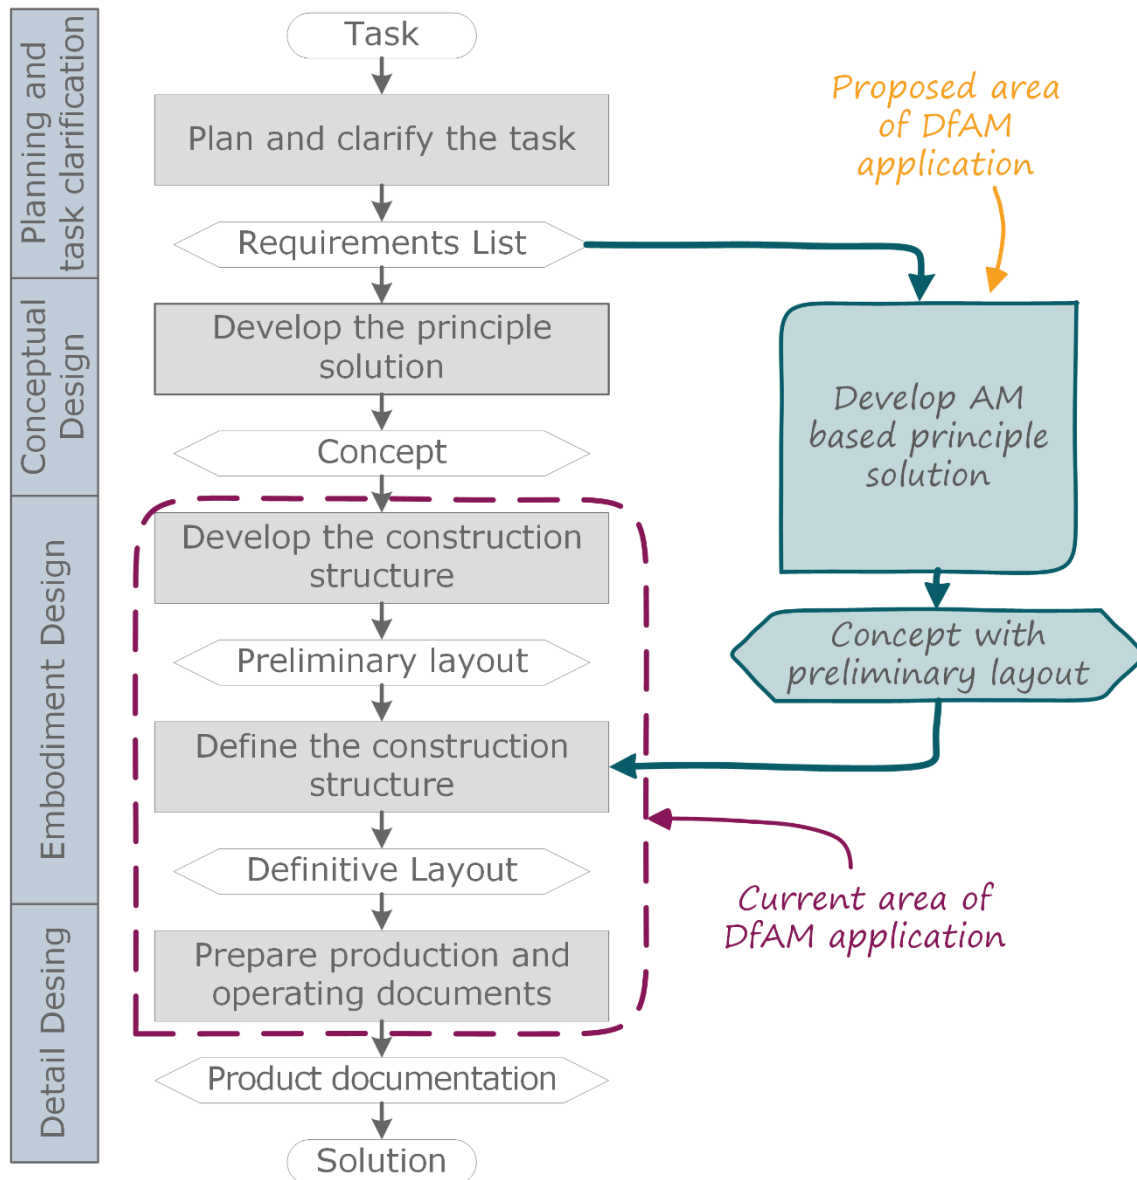 Planning and
task clarification
Conceptual
Design
Embodiment Design
Detail Desing
Task
Plan and clarify the task
Requirements List
Develop the principle
solution
Concept
Develop the construction
structure
Preliminary layout
Define the construction
structure
Definitive Layout
Prepare production and
operating documents
Product documentation
Solution
Proposed area
of DfAM
application
Develop AM
based principle
solution
Concept with
preliminary layout
Current area of
DfAM application